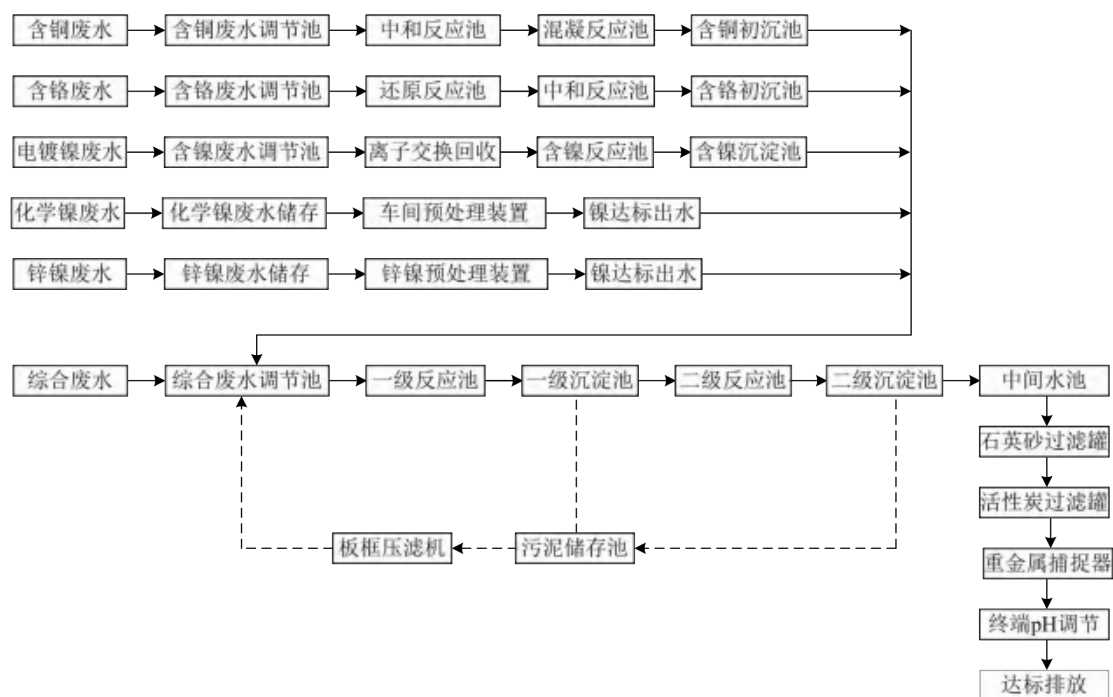 含铜废水 含铜废水调节池 中和反应池 混凝反应池 含铜初沉池
含铬废水 含铬废水调节池 还原反应池 中和反应池 含铬初沉池
电镀镍废水 含镍废水调节池 离子交换回收 含镍反应池 含镍沉淀池
化学镍废水 化学镍废水储存 车间预处理装置 镍达标出水
锌镍废水 锌镍废水储存 锌镍预处理装置 镍达标出水
综合废水 综合废水调节池 一级反应池 一级沉淀池 二级反应池 二级沉淀池 中间水池
石英砂过滤罐
活性炭过滤罐
板框压滤机 污泥储存池
重金属捕捉器
终端pH调节
达标排放